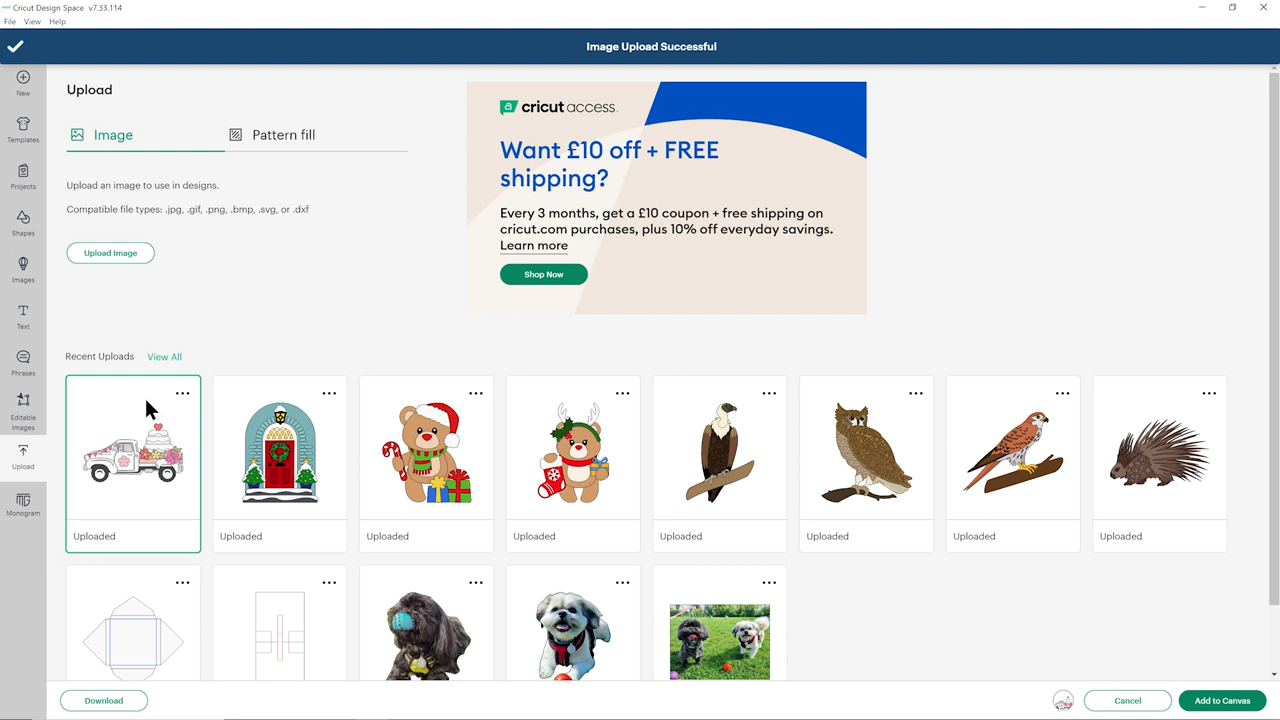 Cricut Design Space v7.33.114
File View Help
Image Upload Successful
New
Templates
Projects
Shapes
Images
Text
Phrases
Editable
Images
Upload
Monogram
Upload
Image
Pattern fill
Upload an image to use in designs.
Compatible file types: .jpg, .gif, .png, .bmp, .svg, or .dxf
Upload Image
a cricut access.
Want £10 off + FREE
shipping?
Every 3 months, get a £10 coupon + free shipping on
cricut.com purchases, plus 10% off everyday savings.
Learn more
Shop Now
Recent Uploads View All
Uploaded
Uploaded
Uploaded
Uploaded
Uploaded
Uploaded
Uploaded
Uploaded
Download
Cancel
Add to Canvas